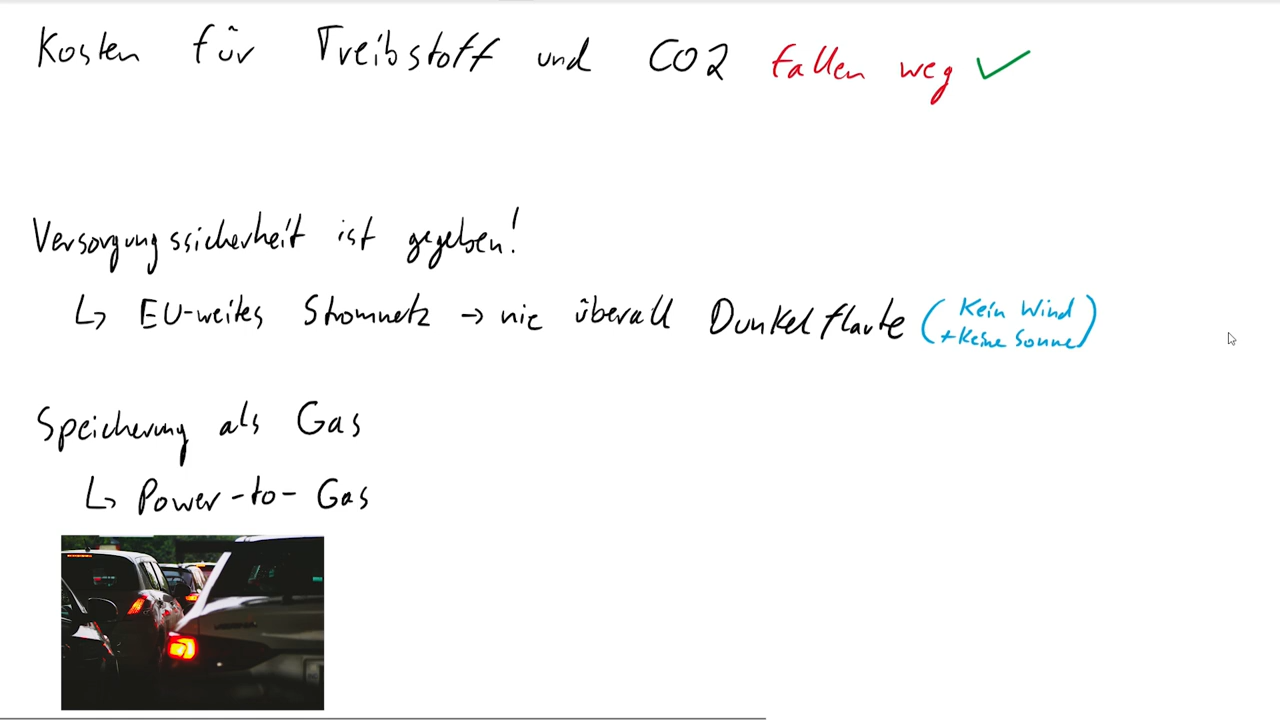 Kosten für Treibstoff und CO2 fallen weg ✓
Versorgungssicherheit ist gegeben!
↳ EU-weites Stromnetz → nie überall Dunkelflaute (Kein Wind
+ Keine Sonne)
Speicherung als Gas
↳ Power-to-Gas